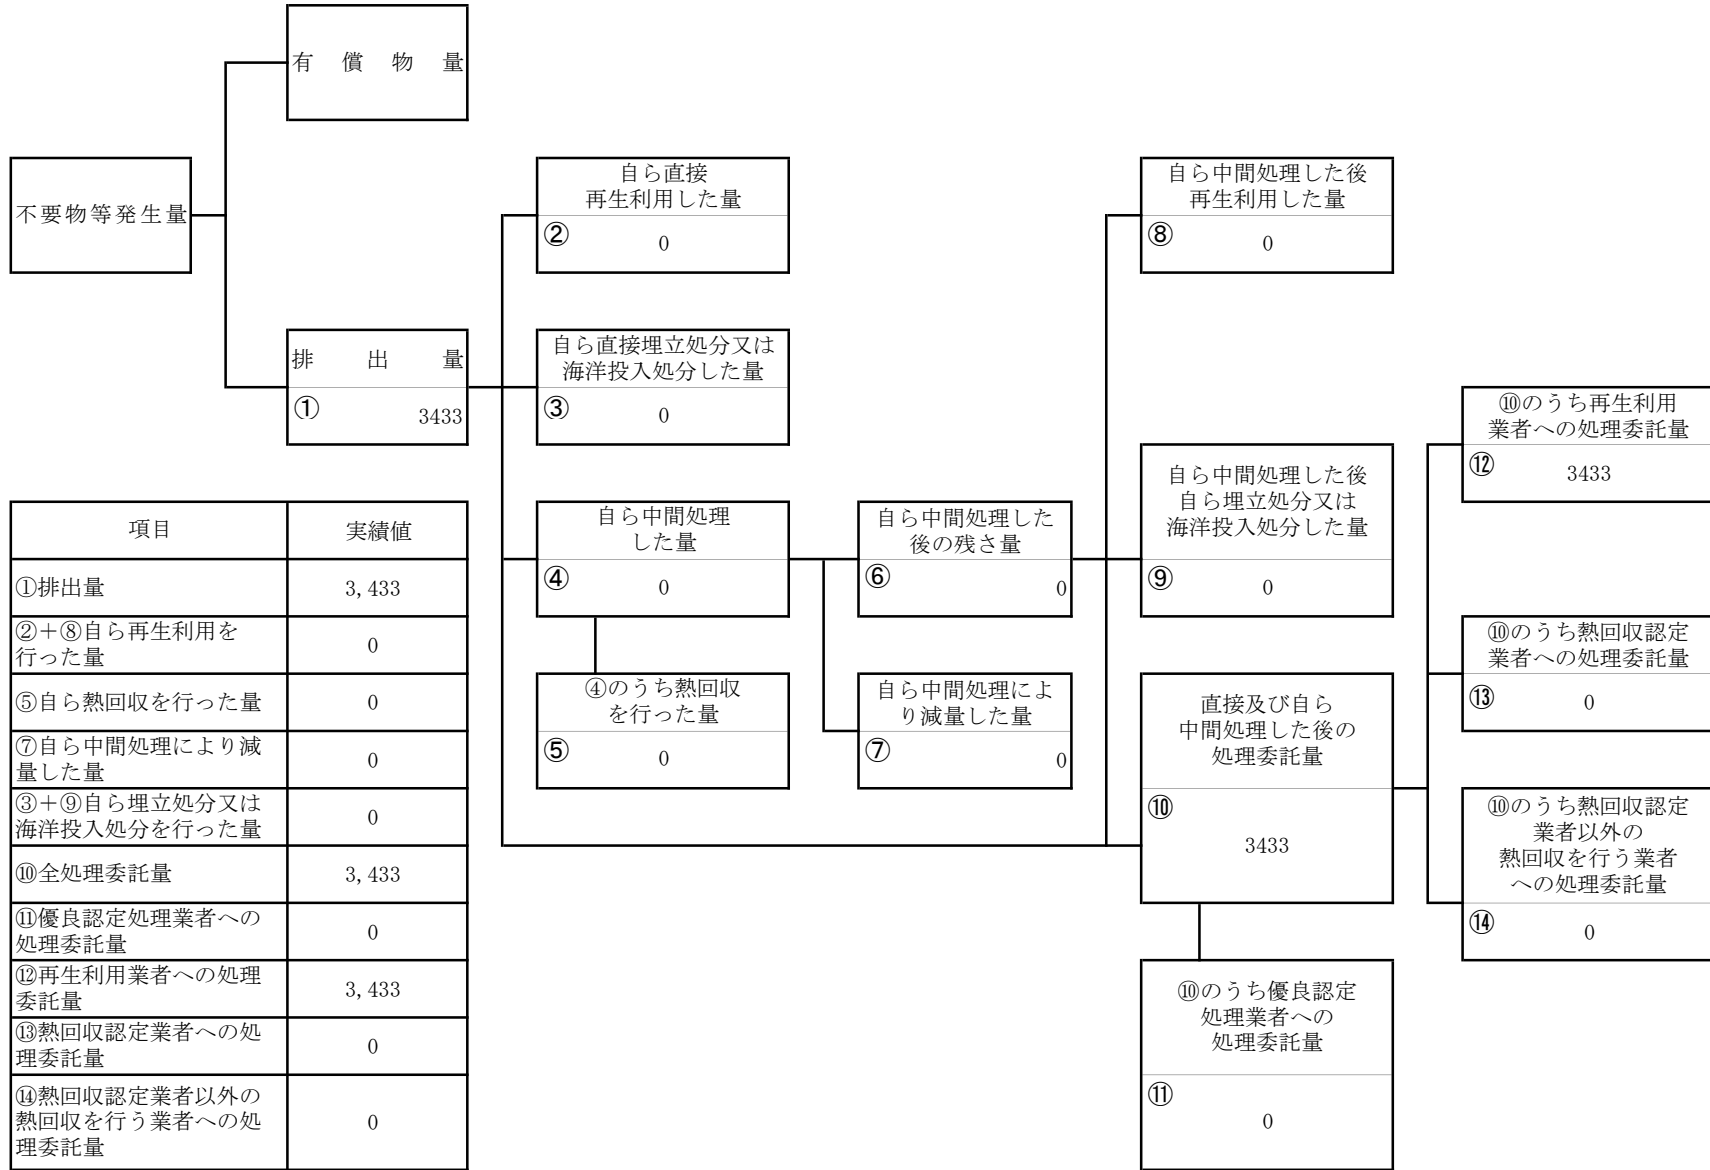 有償物量
不要物等発生量
自ら直接
再生利用した量
②
0
自ら中間処理した後
再生利用した量
⑧
0
排出量
①
3433
自ら直接埋立処分又は
海洋投入処分した量
③
0
⑩のうち再生利用
業者への処理委託量
⑫
3433
自ら中間処理
した量
④
0
自ら中間処理した
後の残さ量
⑥
0
自ら中間処理した後
自ら埋立処分又は
海洋投入処分した量
⑨
0
⑩のうち熱回収認定
業者への処理委託量
⑬
0
④のうち熱回収
を行った量
⑤
0
自ら中間処理によ
り減量した量
⑦
0
直接及び自ら
中間処理した後の
処理委託量
⑩
3433
⑩のうち熱回収認定
業者以外の
熱回収を行う業者
への処理委託量
⑭
0
⑩のうち優良認定
処理業者への
処理委託量
⑪
0
項目 実績値
①排出量 3,433
②＋⑧自ら再生利用を
行った量 0
⑤自ら熱回収を行った量 0
⑦自ら中間処理により減
量した量 0
③＋⑨自ら埋立処分又は
海洋投入処分を行った量 0
⑩全処理委託量 3,433
⑪優良認定処理業者への
処理委託量 0
⑫再生利用業者への処理
委託量 3,433
⑬熱回収認定業者への処
理委託量 0
⑭熱回収認定業者以外の
熱回収を行う業者への処
理委託量 0